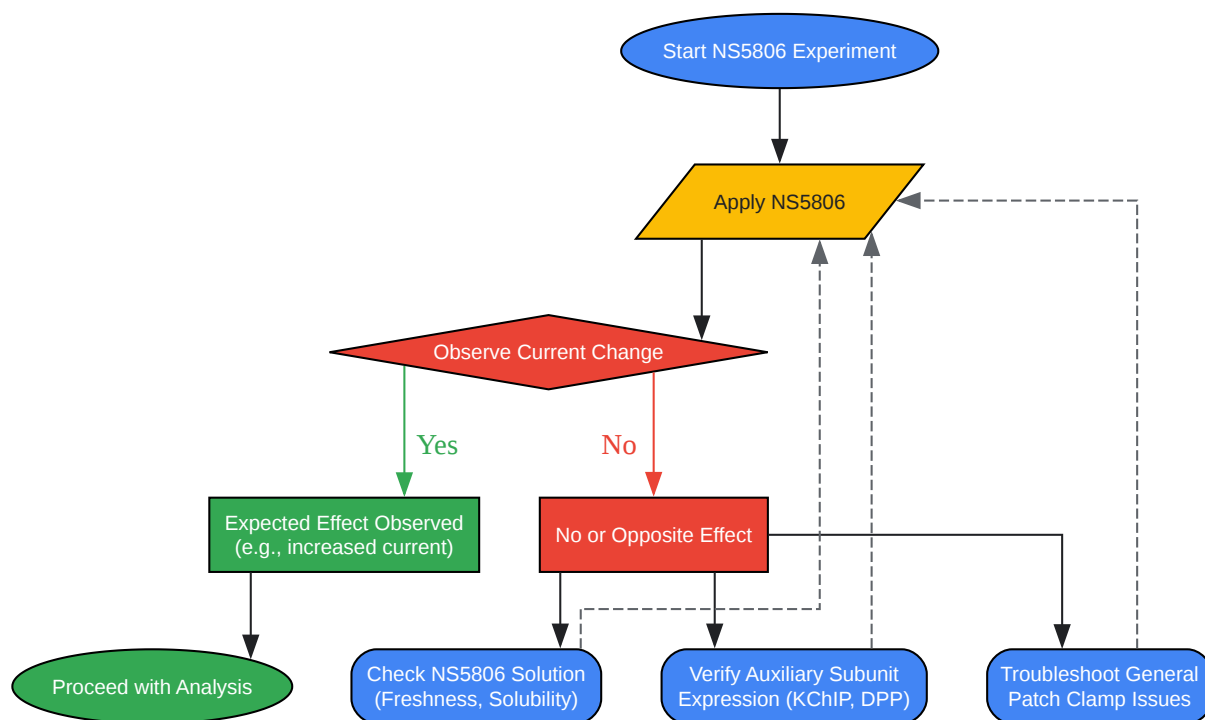 Start NS5806 Experiment
Apply NS5806
Observe Current Change
Yes
No
Expected Effect Observed
(e.g., increased current)
No or Opposite Effect
Proceed with Analysis
Check NS5806 Solution
(Freshness, Solubility)
Verify Auxiliary Subunit
Expression (KChIP, DPP)
Troubleshoot General
Patch Clamp Issues